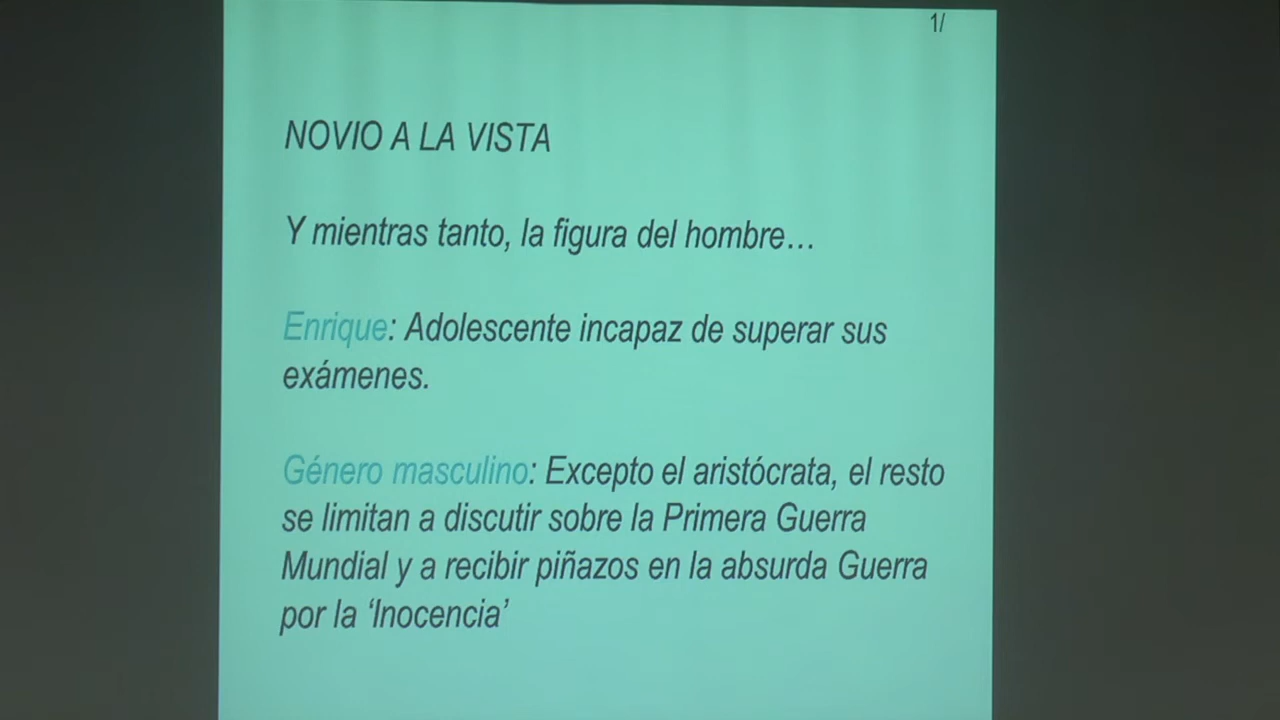 1/
NOVIO A LA VISTA
Y mientras tanto, la figura del hombre…
Enrique: Adolescente incapaz de superar sus
exámenes.
Género masculino: Excepto el aristócrata, el resto
se limitan a discutir sobre la Primera Guerra
Mundial y a recibir piñazos en la absurda Guerra
por la ‘Inocencia’